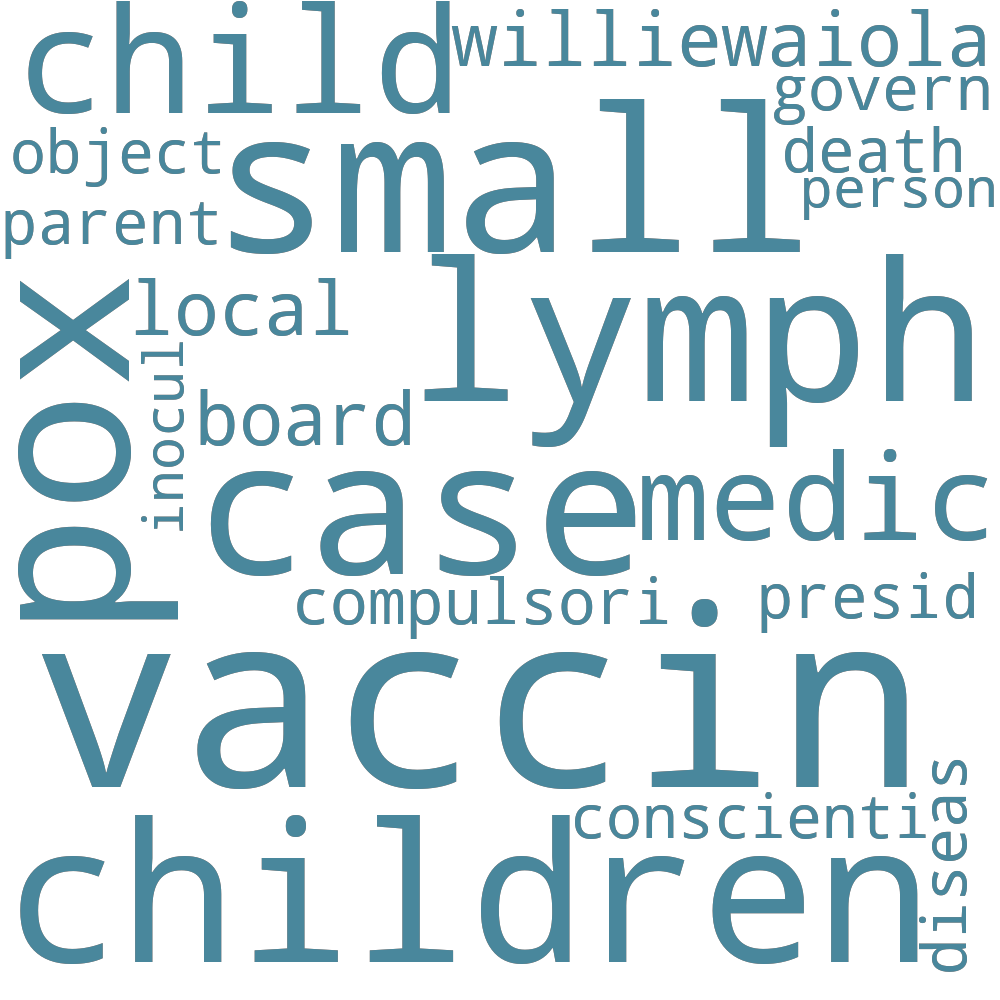 child
williewaiola
govern
object
small
death
person
parent
lymph
pox
local
inocul
board
case
medic
compulsori
presid
vaccin
conscienti
diseas
children